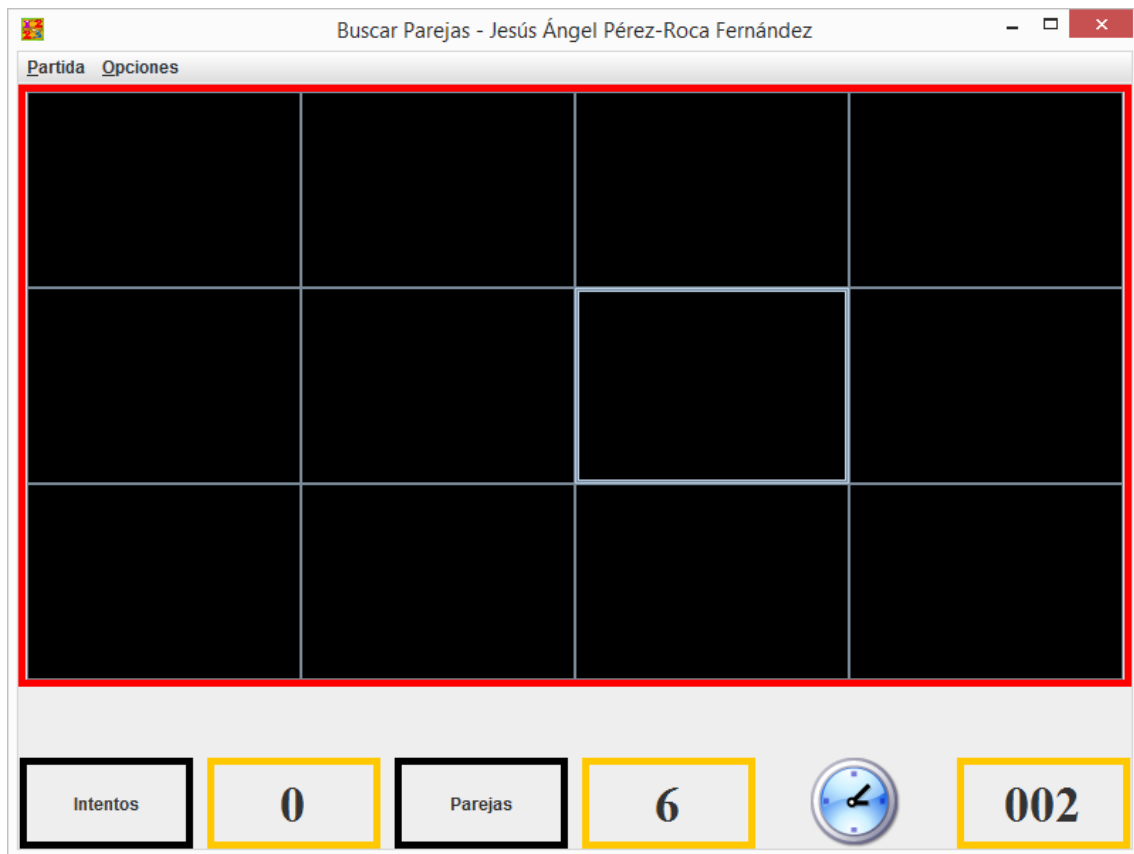 Buscar Parejas - Jesús Ángel Pérez-Roca Fernández
Partida Opciones
Intentos 0 Parejas 6 002